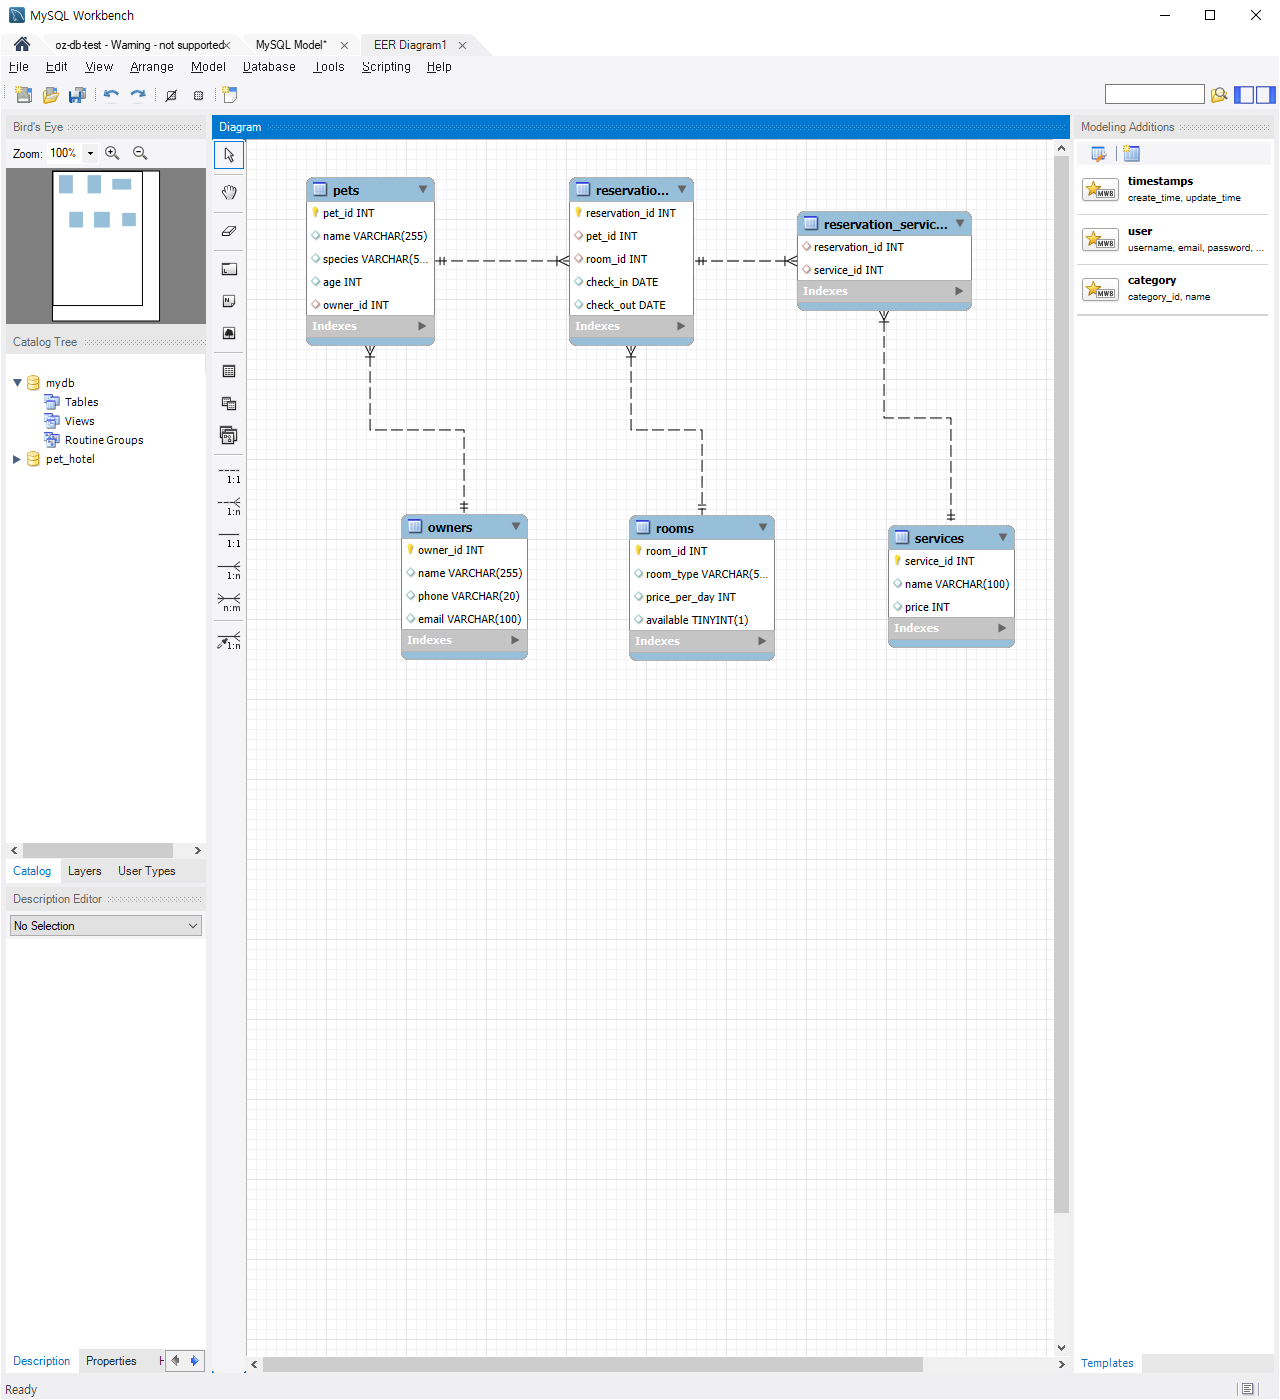 MySQL Workbench
oz-db-test - Warning - not supported
MySQL Model*
EER Diagram1
File Edit View Arrange Model Database Tools Scripting Help
Bird's Eye
Zoom: 100%
Catalog Tree
mydb
Tables
Views
Routine Groups
pet_hotel
Catalog Layers User Types
Description Editor
No Selection
Description Properties H
Ready
Diagram
1:1
1:n
1:1
1:n
n:m
1:n
pets
pet_id INT
name VARCHAR(255)
species VARCHAR(5...
age INT
owner_id INT
Indexes
reservatio...
reservation_id INT
pet_id INT
room_id INT
check_in DATE
check_out DATE
Indexes
reservation_servic...
reservation_id INT
service_id INT
Indexes
owners
owner_id INT
name VARCHAR(255)
phone VARCHAR(20)
email VARCHAR(100)
Indexes
rooms
room_id INT
room_type VARCHAR(5...
price_per_day INT
available TINYINT(1)
Indexes
services
service_id INT
name VARCHAR(100)
price INT
Indexes
Modeling Additions
MWB
timestamps
create_time, update_time
MWB
user
username, email, password, ...
MWB
category
category_id, name
Templates